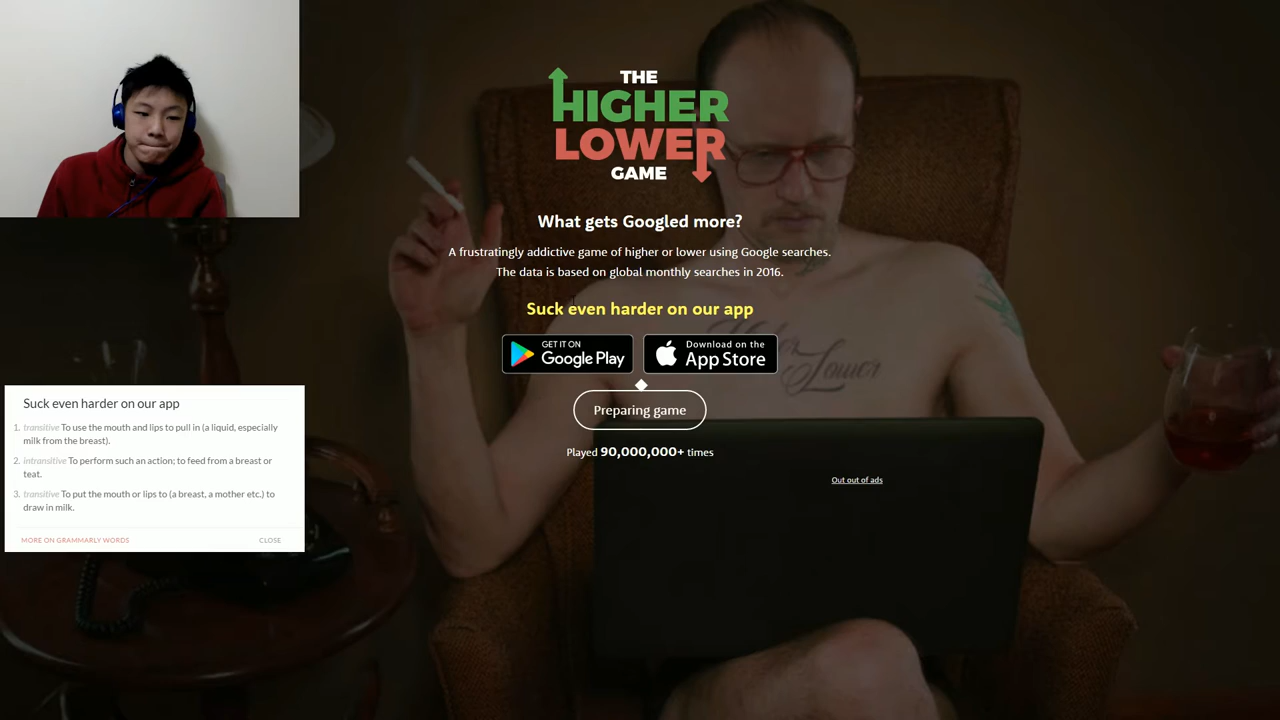 THE
HIGHER
LOWER
GAME
What gets Googled more?
A frustratingly addictive game of higher or lower using Google searches.
The data is based on global monthly searches in 2016.
Suck even harder on our app
GET IT ON
Google Play
Download on the
App Store
Preparing game
Played 90,000,000+ times
Out out of ads
Higher
Lower
Suck even harder on our app
1. transitive To use the mouth and lips to pull in (a liquid, especially
milk from the breast).
2. intransitive To perform such an action; to feed from a breast or
teat.
3. transitive To put the mouth or lips to (a breast, a mother etc.) to
draw in milk.
MORE ON GRAMMARLY WORDS
CLOSE